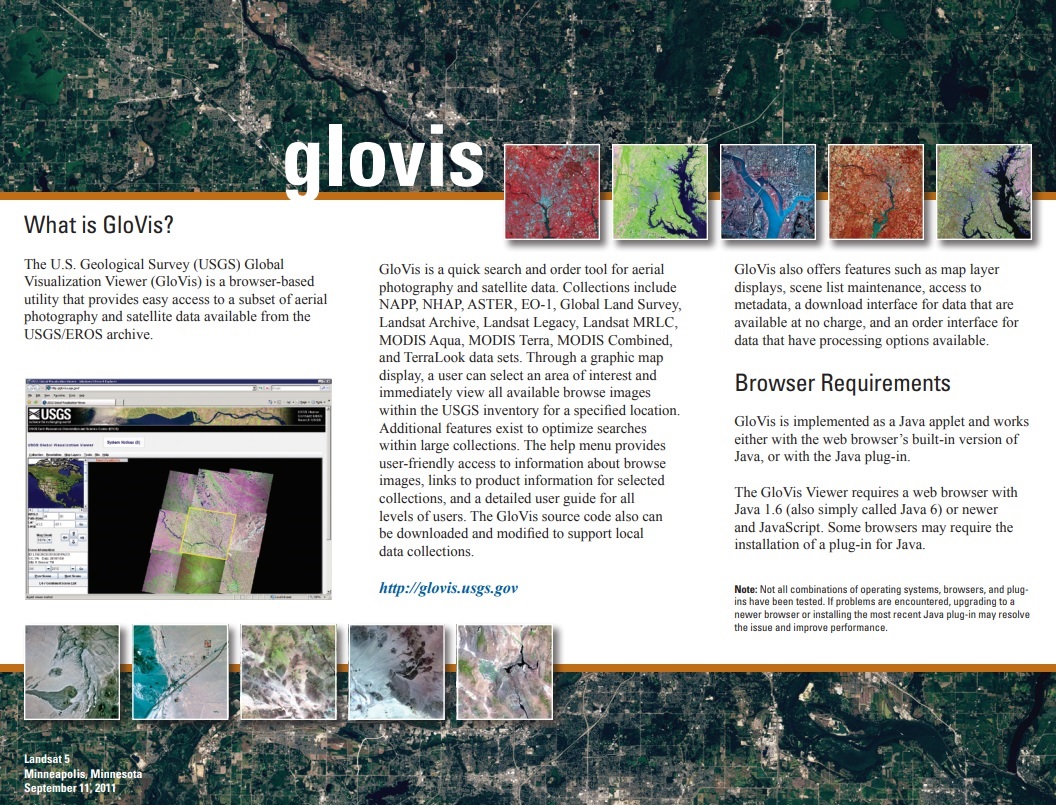 glovis
What is GloVis?
The U.S. Geological Survey (USGS) Global
Visualization Viewer (GloVis) is a browser-based
utility that provides easy access to a subset of aerial
photography and satellite data available from the
USGS/EROS archive.
USGS
System Notices (0)
GloVis is a quick search and order tool for aerial
photography and satellite data. Collections include
NAPP, NHAP, ASTER, EO-1, Global Land Survey,
Landsat Archive, Landsat Legacy, Landsat MRLC,
MODIS Aqua, MODIS Terra, MODIS Combined,
and TerraLook data sets. Through a graphic map
display, a user can select an area of interest and
immediately view all available browse images
within the USGS inventory for a specified location.
Additional features exist to optimize searches
within large collections. The help menu provides
user-friendly access to information about browse
images, links to product information for selected
collections, and a detailed user guide for all
levels of users. The GloVis source code also can
be downloaded and modified to support local
data collections.
http://glovis.usgs.gov
GloVis also offers features such as map layer
displays, scene list maintenance, access to
metadata, a download interface for data that are
available at no charge, and an order interface for
data that have processing options available.
Browser Requirements
GloVis is implemented as a Java applet and works
either with the web browser's built-in version of
Java, or with the Java plug-in.
The GloVis Viewer requires a web browser with
Java 1.6 (also simply called Java 6) or newer
and JavaScript. Some browsers may require the
installation of a plug-in for Java.
Note: Not all combinations of operating systems, browsers, and plug-
ins have been tested. If problems are encountered, upgrading to a
newer browser or installing the most recent Java plug-in may resolve
the issue and improve performance.
Landsat 5
Minneapolis, Minnesota
September 11, 2011